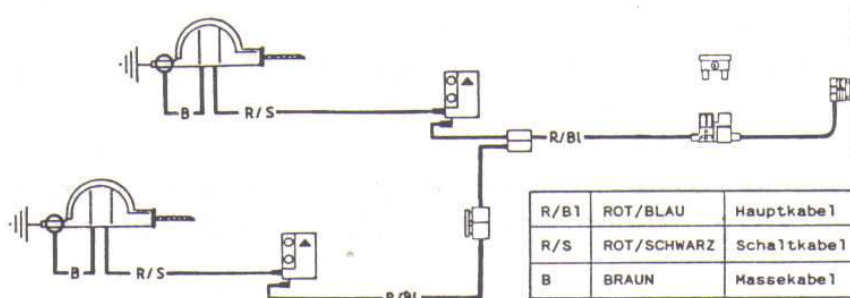 B R/S
R/Bl
B R/S
R/Bl
R/Bl ROT/BLAU Hauptkabel
R/S ROT/SCHWARZ Schaltkabel
B BRAUN Massekabel